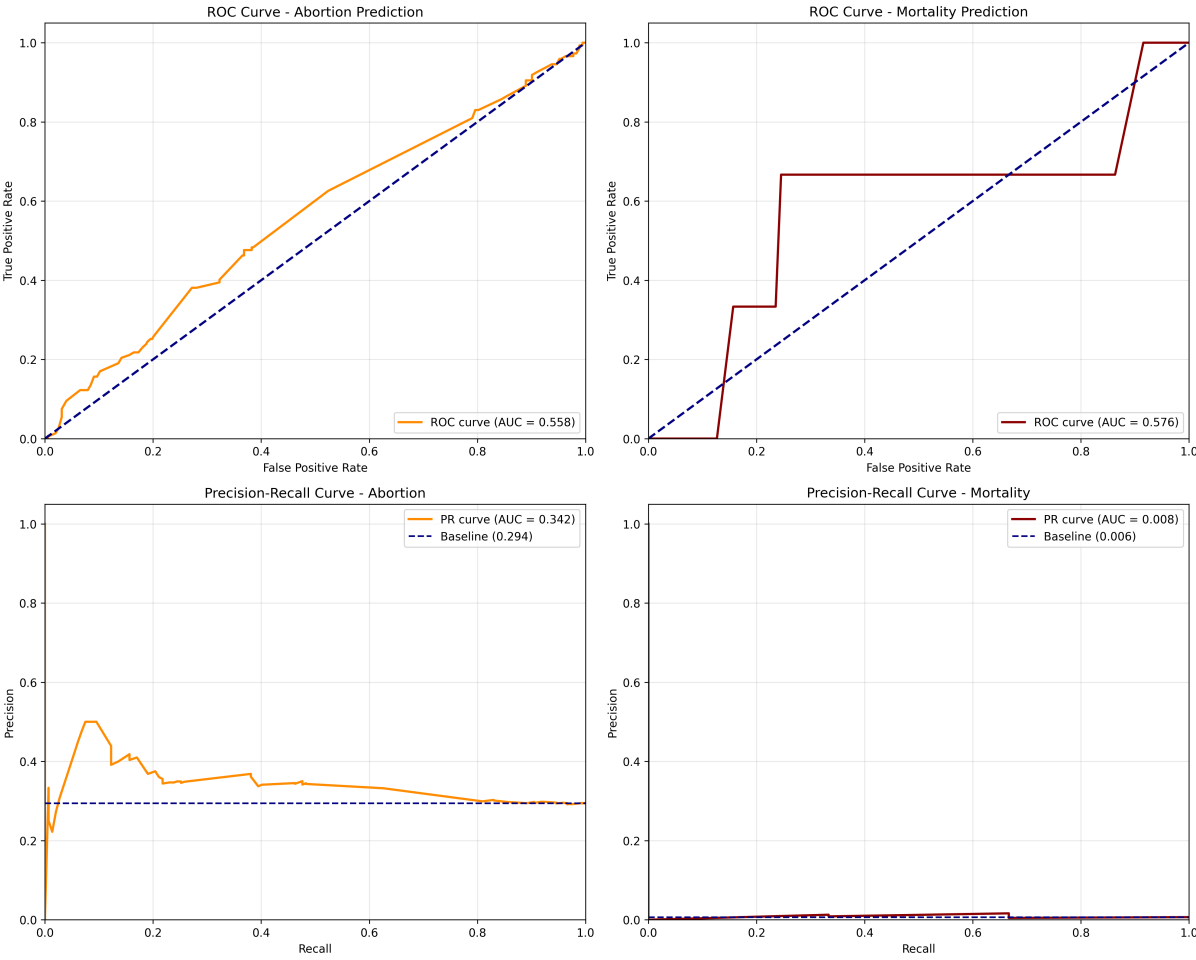 ROC Curve - Abortion Prediction
True Positive Rate
1.0
0.8
0.6
0.4
0.2
0.0
ROC curve (AUC = 0.558)
0.0 0.2 0.4 0.6 0.8 1.0
False Positive Rate
ROC Curve - Mortality Prediction
True Positive Rate
1.0
0.8
0.6
0.4
0.2
0.0
ROC curve (AUC = 0.576)
0.0 0.2 0.4 0.6 0.8 1.0
False Positive Rate
Precision-Recall Curve - Abortion
Precision
1.0
0.8
0.6
0.4
0.2
0.0
PR curve (AUC = 0.342)
Baseline (0.294)
0.0 0.2 0.4 0.6 0.8 1.0
Recall
Precision-Recall Curve - Mortality
Precision
1.0
0.8
0.6
0.4
0.2
0.0
PR curve (AUC = 0.008)
Baseline (0.006)
0.0 0.2 0.4 0.6 0.8 1.0
Recall